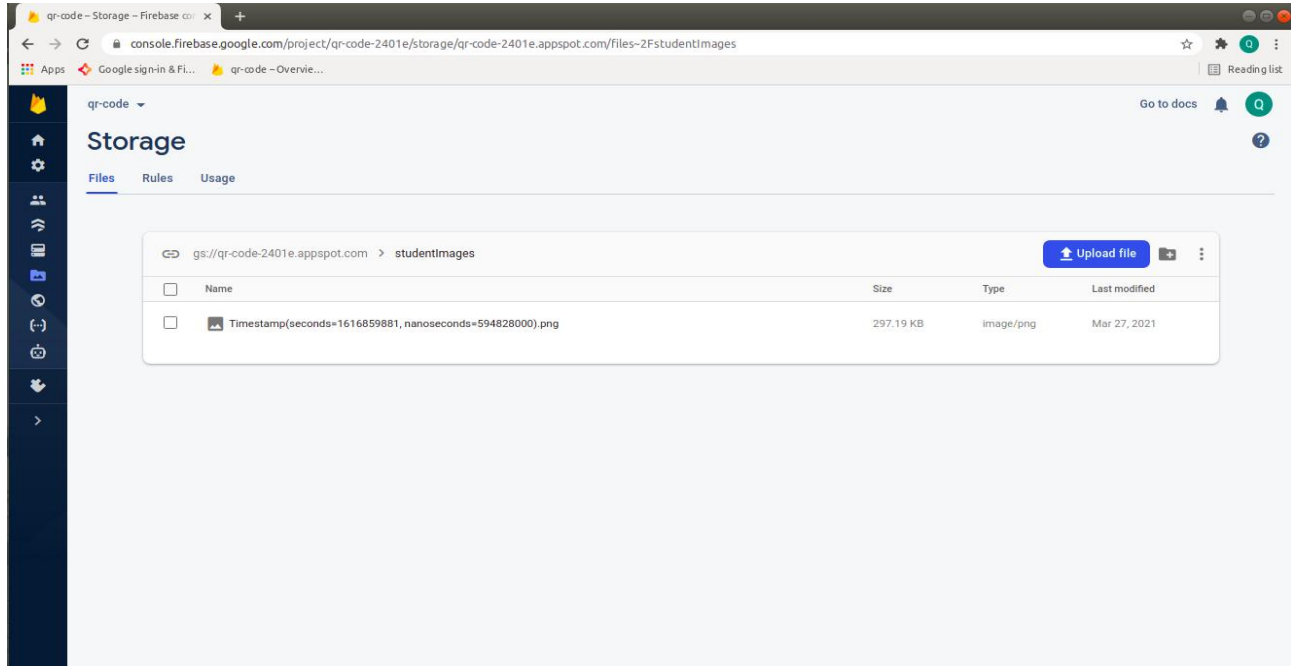 qr-code – Storage – Firebase con
console.firebase.google.com/project/qr-code-2401e/storage/qr-code-2401e.appspot.com/files~2FstudentImages
Q
Apps Google sign-in & Fi... qr-code – Overvie... Reading list
qr-code Go to docs Q
Storage
Files Rules Usage
gs://qr-code-2401e.appspot.com > studentImages Upload file
Name Size Type Last modified
Timestamp(seconds=1616859881, nanoseconds=594828000).png 297.19 KB image/png Mar 27, 2021